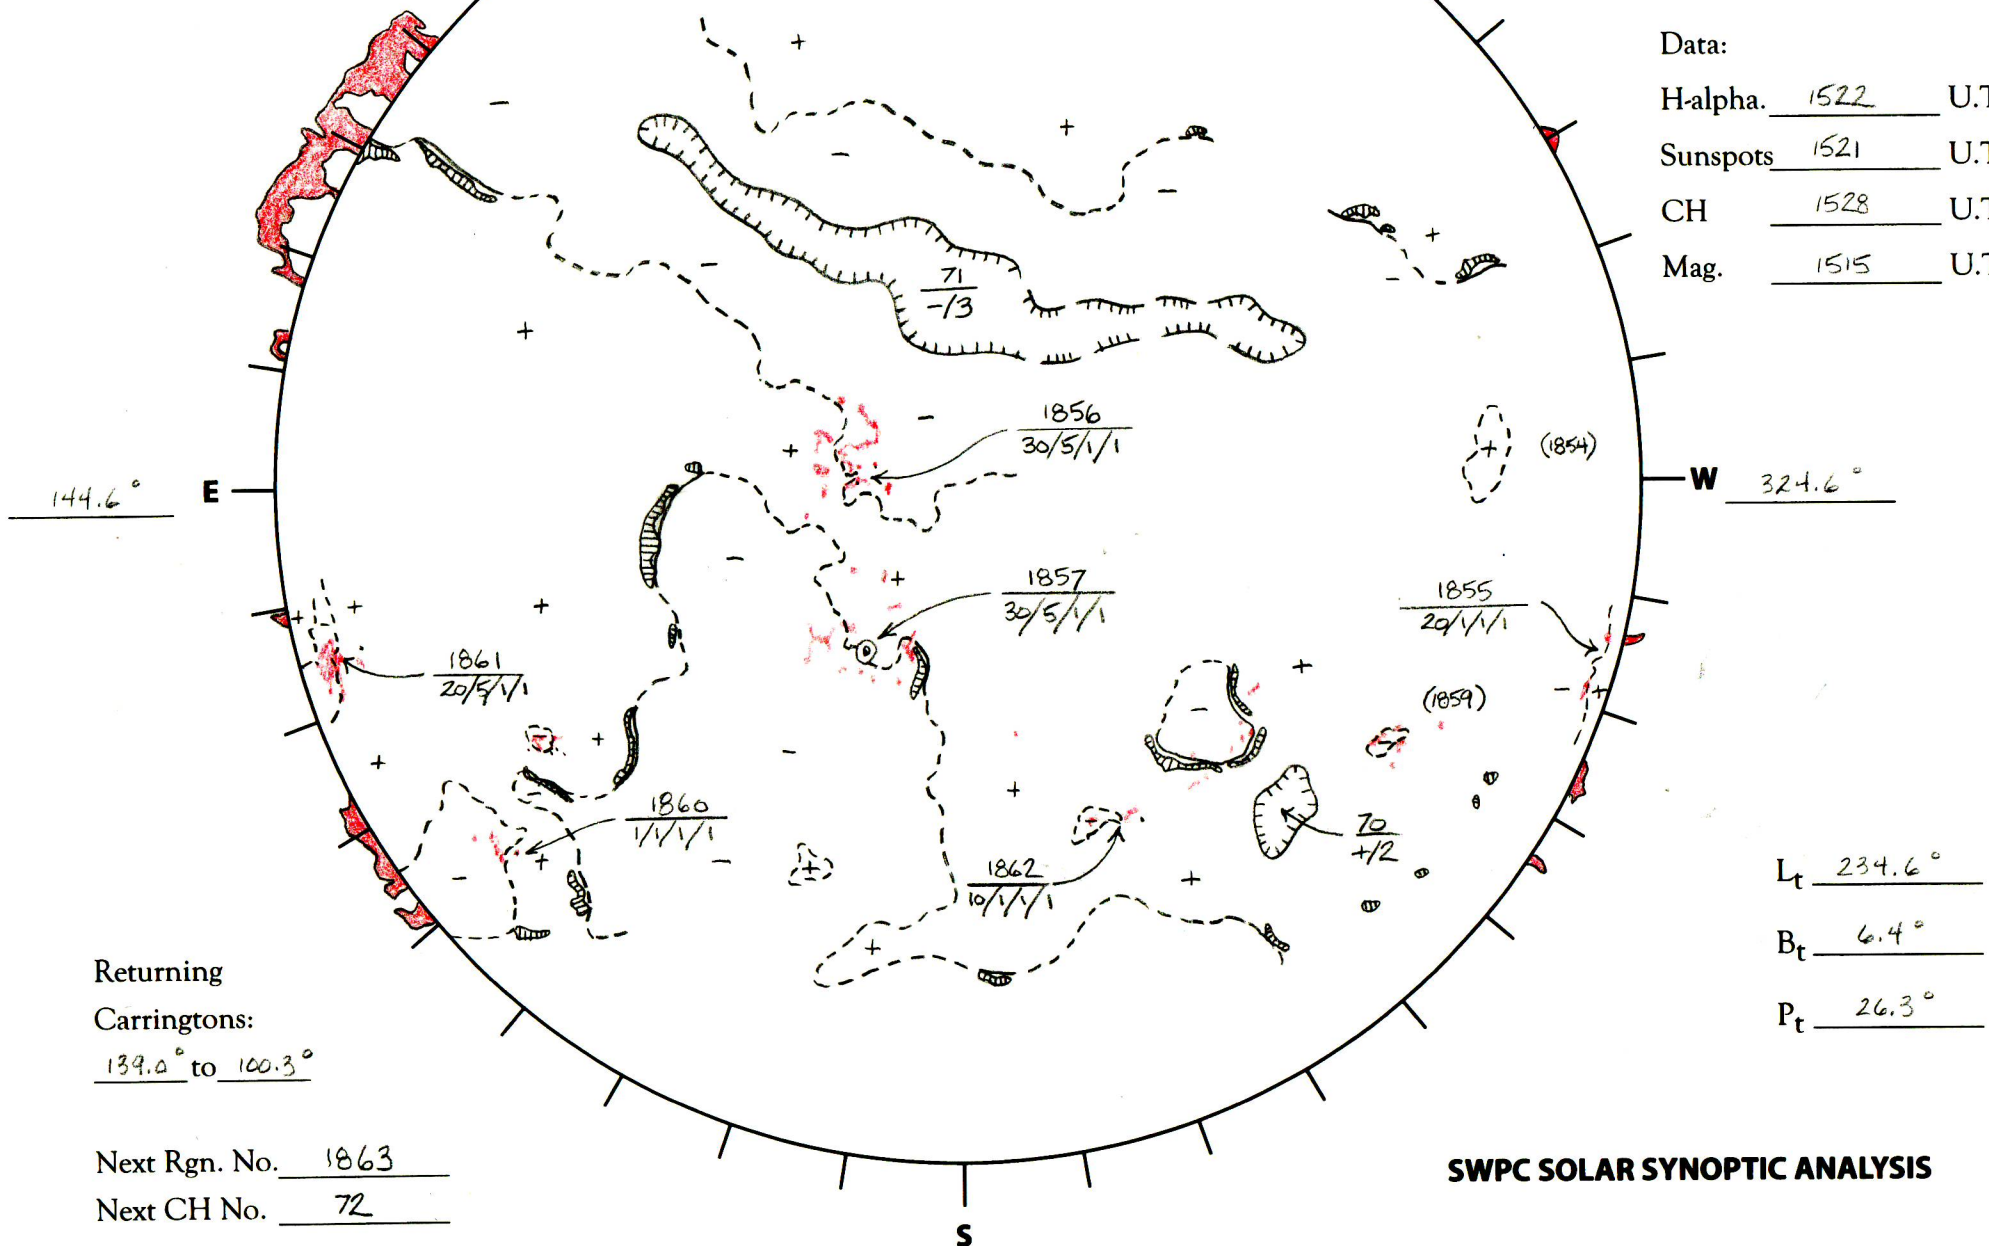 Data:
H-alpha. 1522 U.T
Sunspots 1521 U.T
CH 1528 U.T
Mag. 1515 U.T
71
-/3
1856
30/5/1/1
(1854)
144.6° E
W 324.6°
1857
30/5/1/1
1855
20/1/1/1
1861
20/5/1/1
(1859)
1860
1/1/1/1
70
+/2
1862
10/1/1/1
Lt 234.6°
Bt 6.4°
Pt 26.3°
Returning
Carringtons:
139.0° to 100.3°
Next Rgn. No. 1863
Next CH No. 72
SWPC SOLAR SYNOPTIC ANALYSIS
S